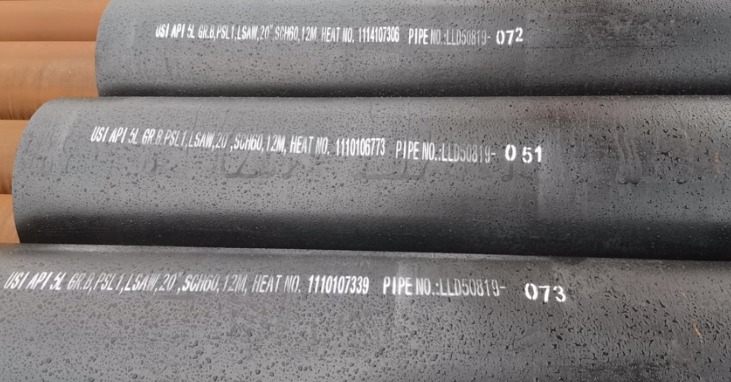 USI API 5L GR.B,PSL1,LSAW,20",SCH60,12M, HEAT NO. 1114107306 PIPE NO.:LLD50819- 072
USI API 5L GR.B,PSL1,LSAW,20",SCH60,12M, HEAT NO. 1110106773 PIPE NO.:LLD50819- 051
USI API 5L GR.B,PSL1,LSAW,20",SCH60,12M, HEAT NO. 1110107339 PIPE NO.:LLD50819- 073